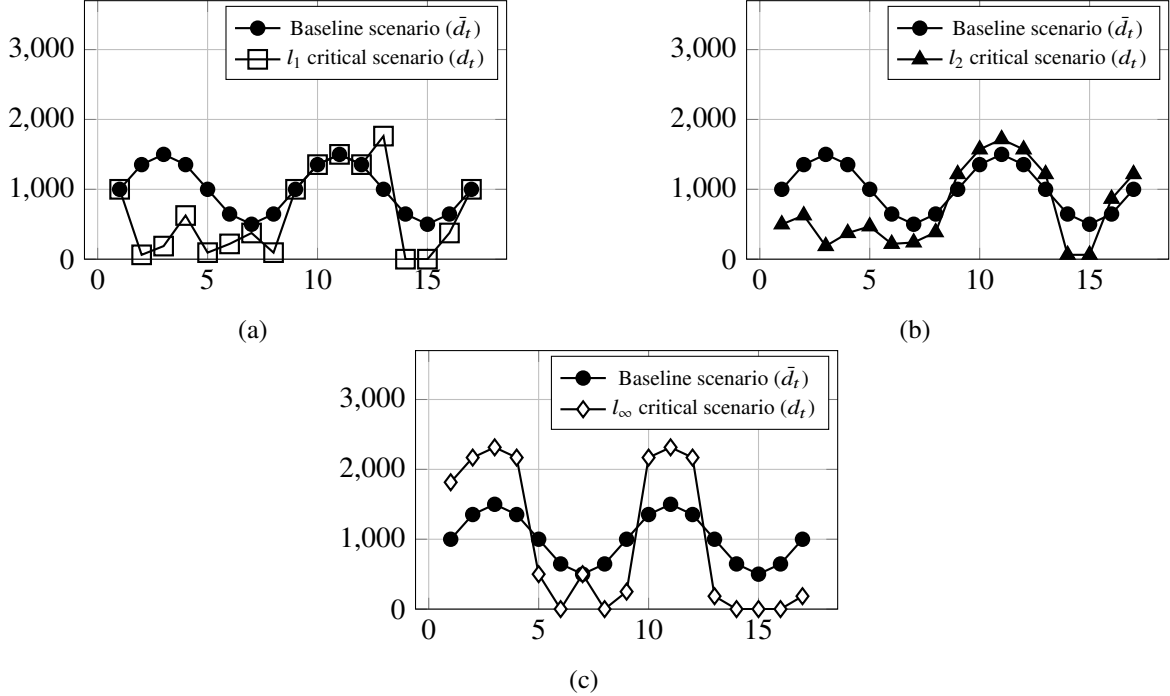 3,000
2,000
1,000
0
0
5
10
15
Baseline scenario (d̄ₜ)
l₁ critical scenario (dₜ)
(a)
3,000
2,000
1,000
0
0
5
10
15
Baseline scenario (d̄ₜ)
l₂ critical scenario (dₜ)
(b)
3,000
2,000
1,000
0
0
5
10
15
Baseline scenario (d̄ₜ)
l∞ critical scenario (dₜ)
(c)